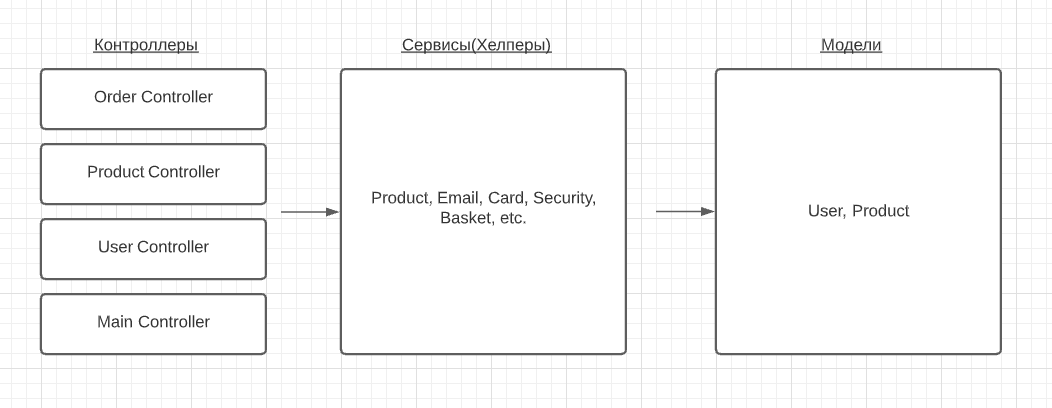 Контроллеры
Order Controller
Product Controller
User Controller
Main Controller
Сервисы(Хелперы)
Product, Email, Card, Security,
Basket, etc.
Модели
User, Product